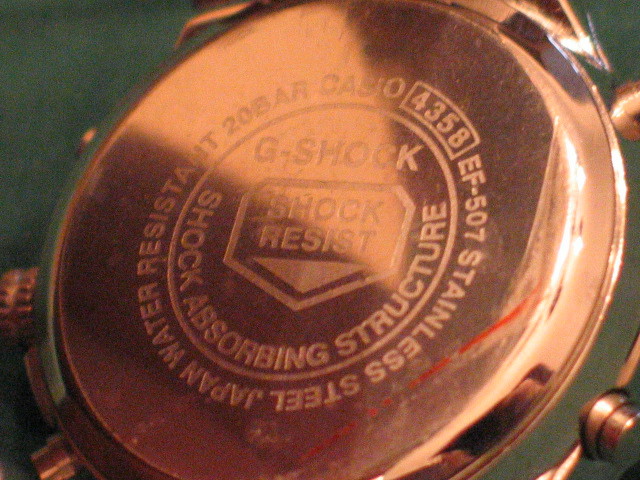 CASIO 4358 EF-507 STAINLESS STEEL JAPAN WATER RESISTANT 20BAR
G-SHOCK
SHOCK
RESIST
SHOCK ABSORBING STRUCTURE